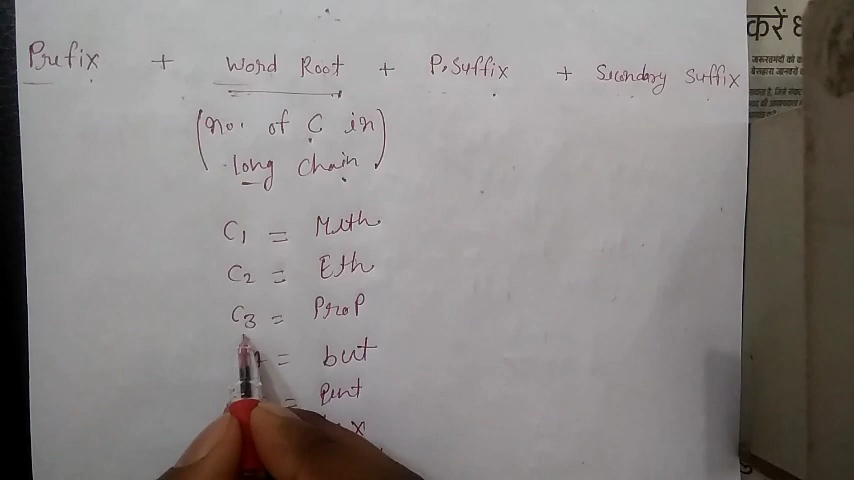 Prefix + Word Root + P. Suffix + Secondary Suffix
(no. of C in
long chain)
C1 = Meth
C2 = Eth
C3 = ProP
= but
= Pent
x
करें